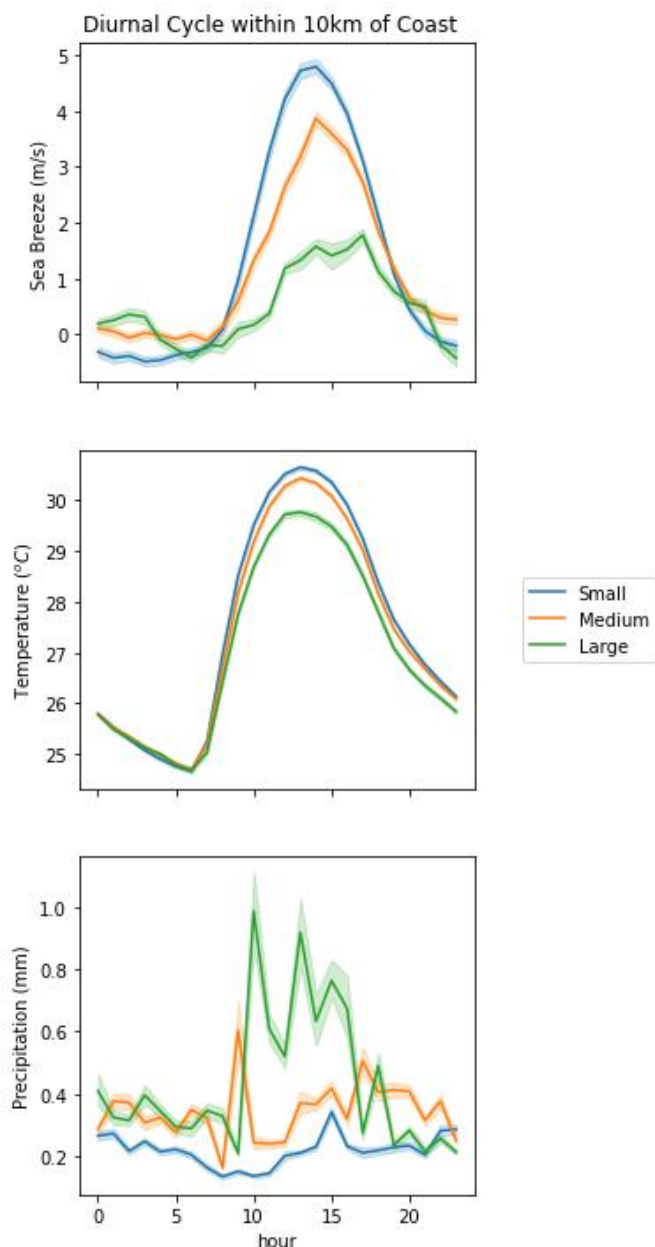 Diurnal Cycle within 10km of Coast
5
4
3
2
1
0
Sea Breeze (m/s)
30
29
28
27
26
25
Temperature (°C)
Small
Medium
Large
1.0
0.8
0.6
0.4
0.2
Precipitation (mm)
0 5 10 15 20
hour